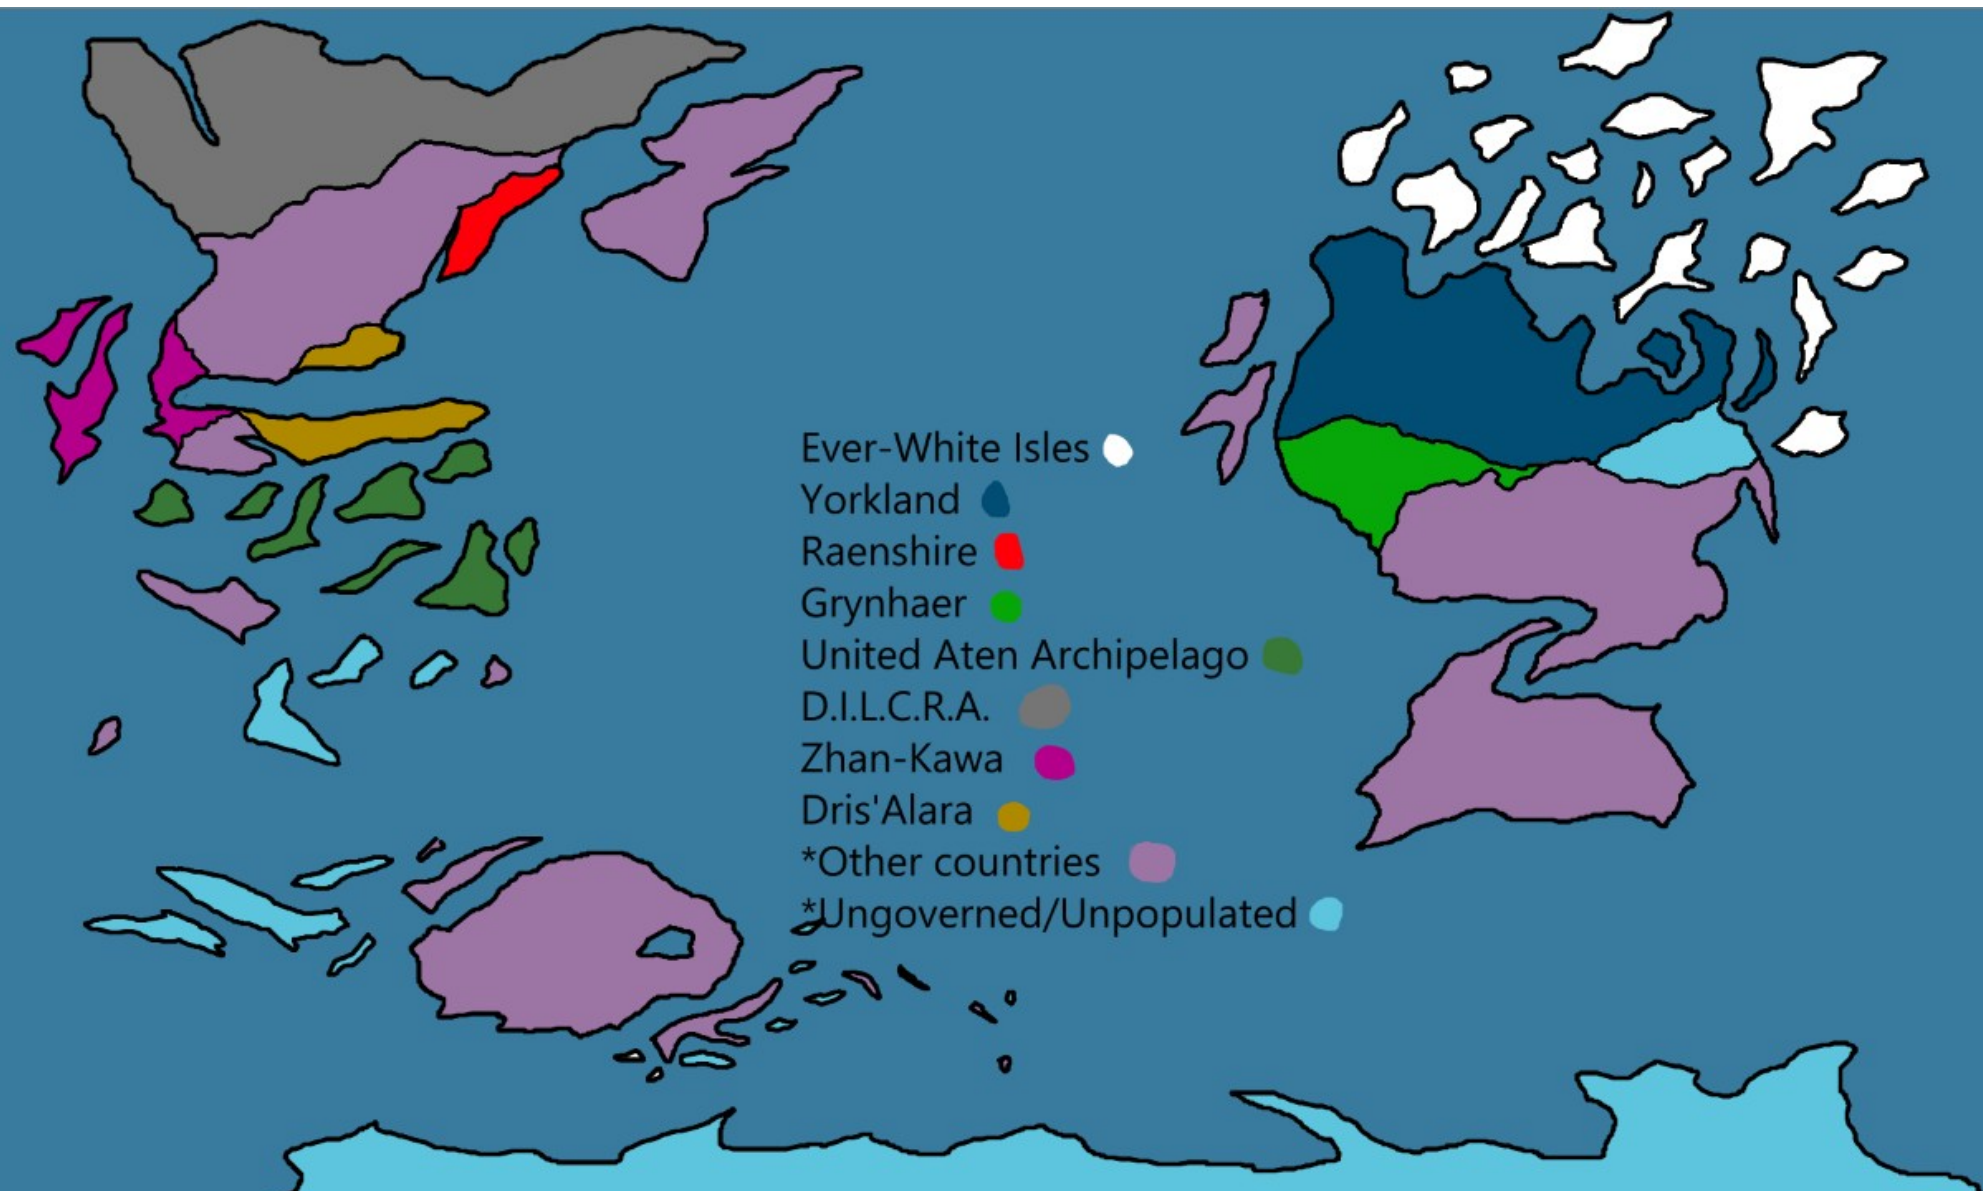 Ever-White Isles
Yorkland
Raenshire
Grynhaer
United Aten Archipelago
D.I.L.C.R.A.
Zhan-Kawa
Dris'Alara
*Other countries
*Ungoverned/Unpopulated